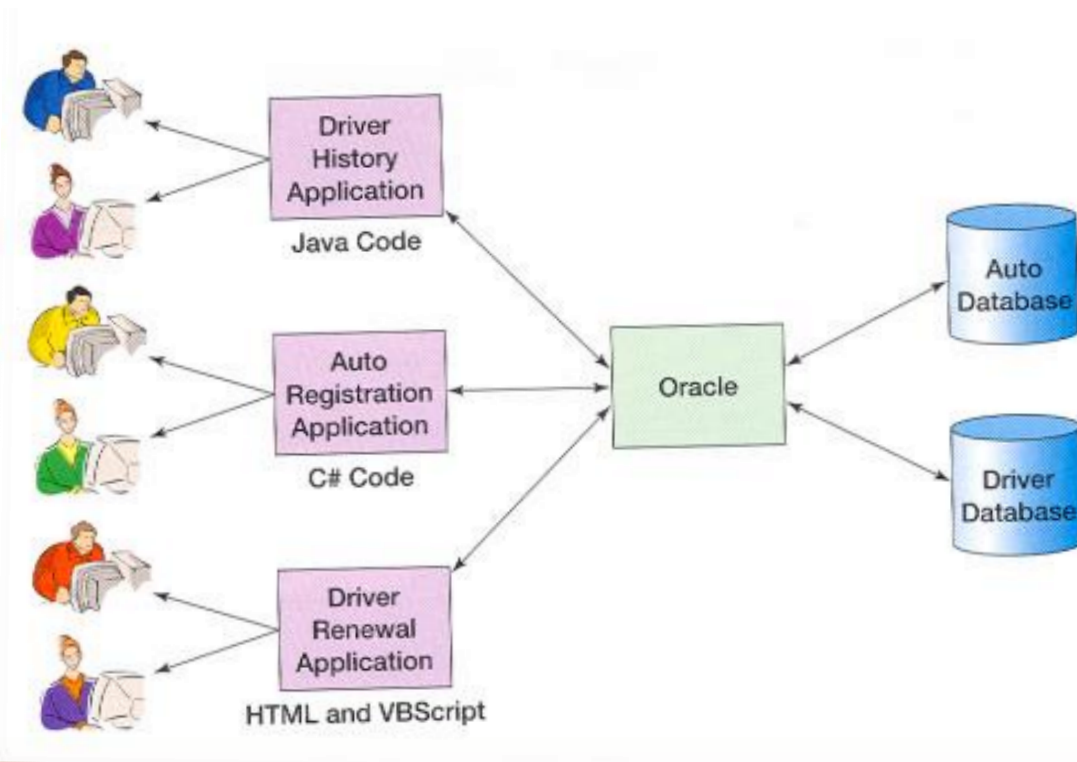 Driver
History
Application
Java Code
Auto
Registration
Application
C# Code
Driver
Renewal
Application
HTML and VBScript
Oracle
Auto
Database
Driver
Database